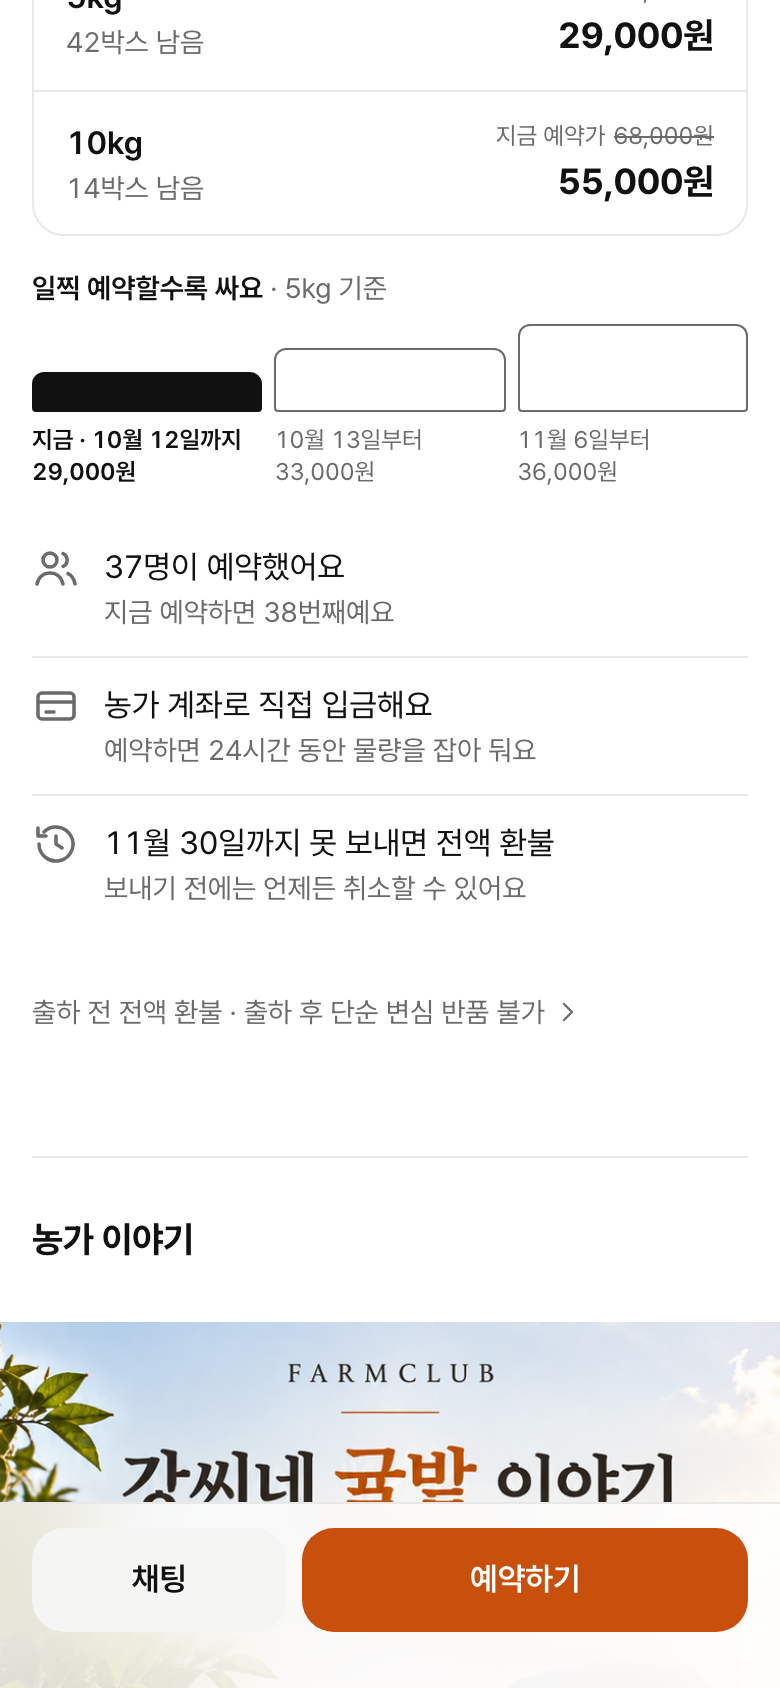 5kg
42박스 남음
29,000원
10kg
지금 예약가 68,000원
14박스 남음
55,000원
일찍 예약할수록 싸요 · 5kg 기준
지금 · 10월 12일까지
29,000원
10월 13일부터
33,000원
11월 6일부터
36,000원
37명이 예약했어요
지금 예약하면 38번째예요
농가 계좌로 직접 입금해요
예약하면 24시간 동안 물량을 잡아 둬요
11월 30일까지 못 보내면 전액 환불
보내기 전에는 언제든 취소할 수 있어요
출하 전 전액 환불 · 출하 후 단순 변심 반품 불가
농가 이야기
FARMCLUB
강씨네 귤밭 이야기
채팅
예약하기